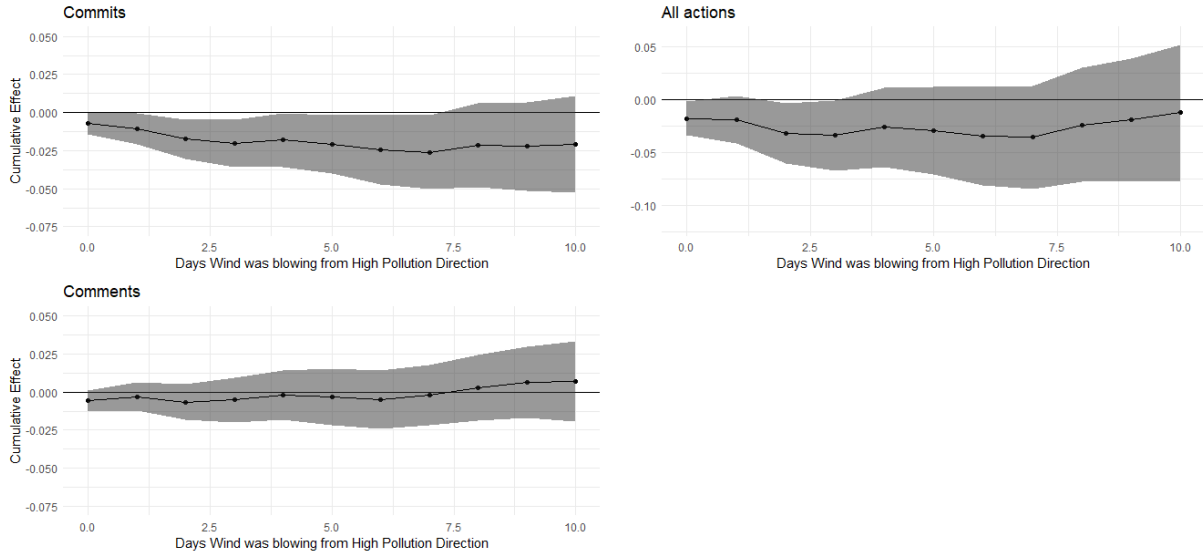 Commits
0.050
0.025
0.000
-0.025
-0.050
-0.075
Cumulative Effect
0.0 2.5 5.0 7.5 10.0
Days Wind was blowing from High Pollution Direction
All actions
0.05
0.00
-0.05
-0.10
0.0 2.5 5.0 7.5 10.0
Days Wind was blowing from High Pollution Direction
Comments
0.050
0.025
0.000
-0.025
-0.050
-0.075
Cumulative Effect
0.0 2.5 5.0 7.5 10.0
Days Wind was blowing from High Pollution Direction